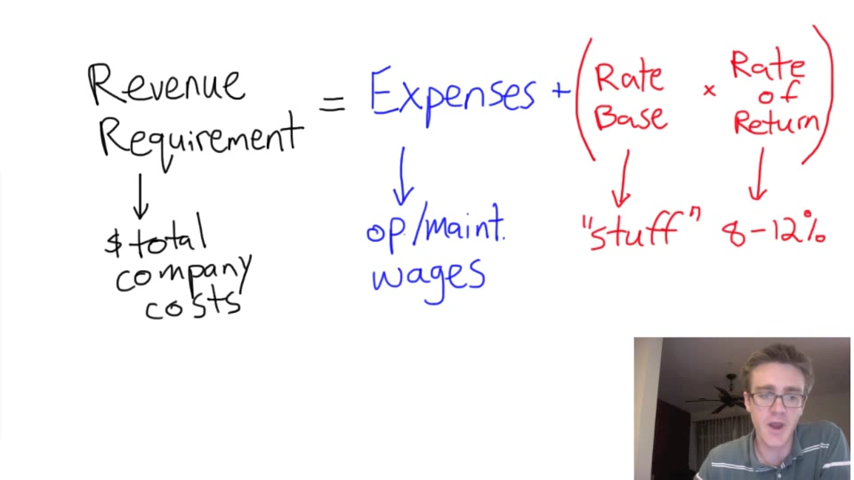 Revenue
Requirement
=
Expenses
+
(
Rate
Base
×
Rate
of
Return
)
$total
company
costs
op/maint.
wages
"stuff"
8-12%